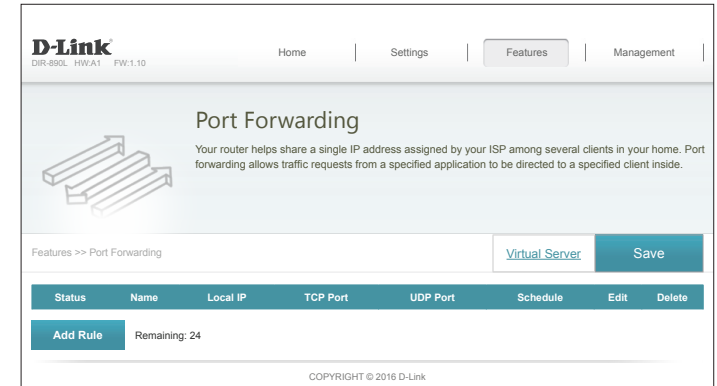 D-Link
DIR-890L HW:A1 FW:1.10
Home Settings Features Management
Port Forwarding
Your router helps share a single IP address assigned by your ISP among several clients in your home. Port
forwarding allows traffic requests from a specified application to be directed to a specified client inside.
Features >> Port Forwarding
Virtual Server Save
Status Name Local IP TCP Port UDP Port Schedule Edit Delete
Add Rule Remaining: 24
COPYRIGHT © 2016 D-Link